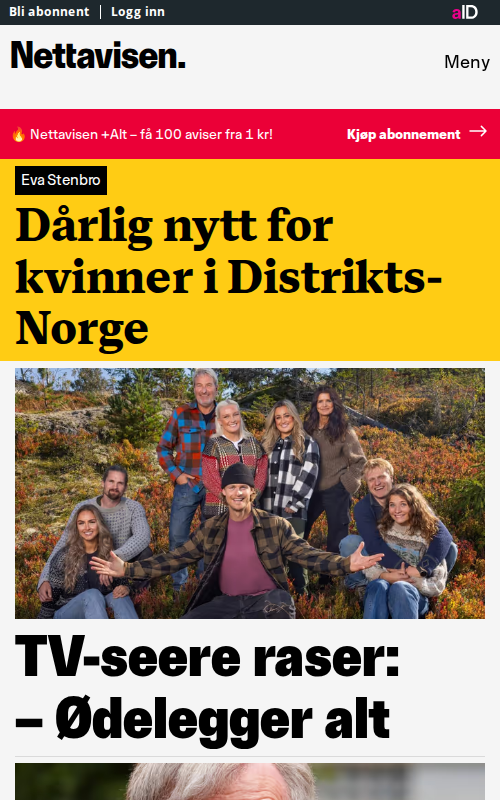 Bli abonnent | Logg inn
aID
Nettavisen.
Meny
🔥 Nettavisen +Alt – få 100 aviser fra 1 kr!
Kjøp abonnement →
Eva Stenbro
Dårlig nytt for
kvinner i Distrikts-
Norge
TV-seere raser:
– Ødelegger alt